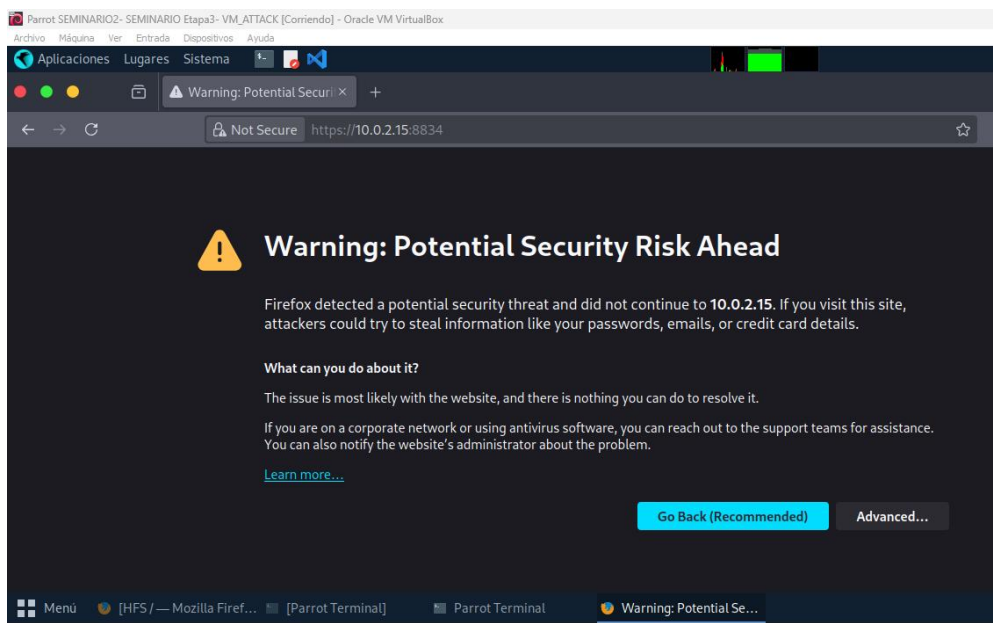 Parrot SEMINARIO2- SEMINARIO Etapa3- VM_ATTACK [Corriendo] - Oracle VM VirtualBox
Archivo Máquina Ver Entrada Dispositivos Ayuda
Aplicaciones Lugares Sistema
Warning: Potential Securi
Not Secure https://10.0.2.15:8834
Warning: Potential Security Risk Ahead
Firefox detected a potential security threat and did not continue to 10.0.2.15. If you visit this site,
attackers could try to steal information like your passwords, emails, or credit card details.
What can you do about it?
The issue is most likely with the website, and there is nothing you can do to resolve it.
If you are on a corporate network or using antivirus software, you can reach out to the support teams for assistance.
You can also notify the website’s administrator about the problem.
Learn more…
Go Back (Recommended) Advanced…
Menú [HFS / — Mozilla Firef… [Parrot Terminal] Parrot Terminal Warning: Potential Se…